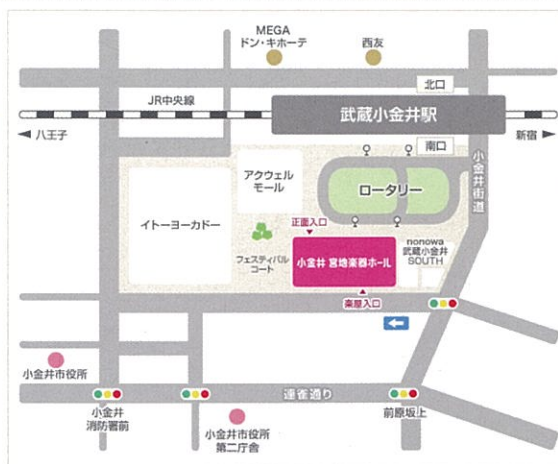 MEGA
ドン・キホーテ
西友
北口
JR中央線
武蔵小金井駅
八王子
新宿
南口
小金井街道
アクウェル
モール
ロータリー
イトーヨーカドー
正面入口
フェスティバル
コート
小金井 宮地楽器ホール
nonowa
武蔵小金井
SOUTH
楽屋入口
小金井市役所
小金井
消防署前
連雀通り
前原坂上
小金井市役所
第二庁舎